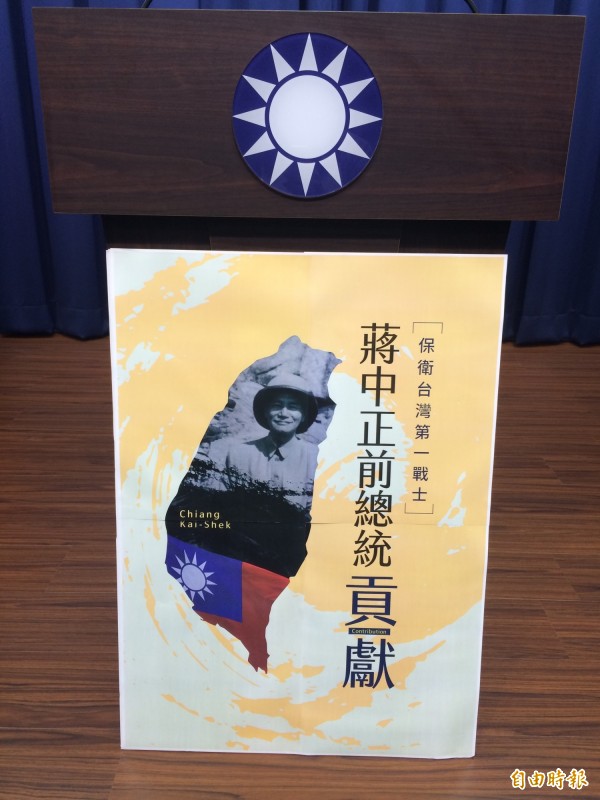 保衛台灣第一戰士
蔣中正前總統貢獻
Contribution
Chiang
Kai-Shek
自由時報